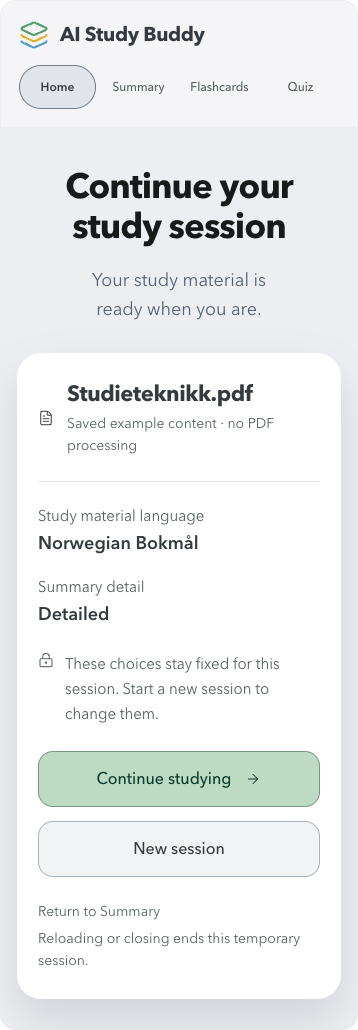 AI Study Buddy
Home Summary Flashcards Quiz
Continue your
study session
Your study material is
ready when you are.
Studieteknikk.pdf
Saved example content · no PDF
processing
Study material language
Norwegian Bokmål
Summary detail
Detailed
These choices stay fixed for this
session. Start a new session to
change them.
Continue studying →
New session
Return to Summary
Reloading or closing ends this temporary
session.